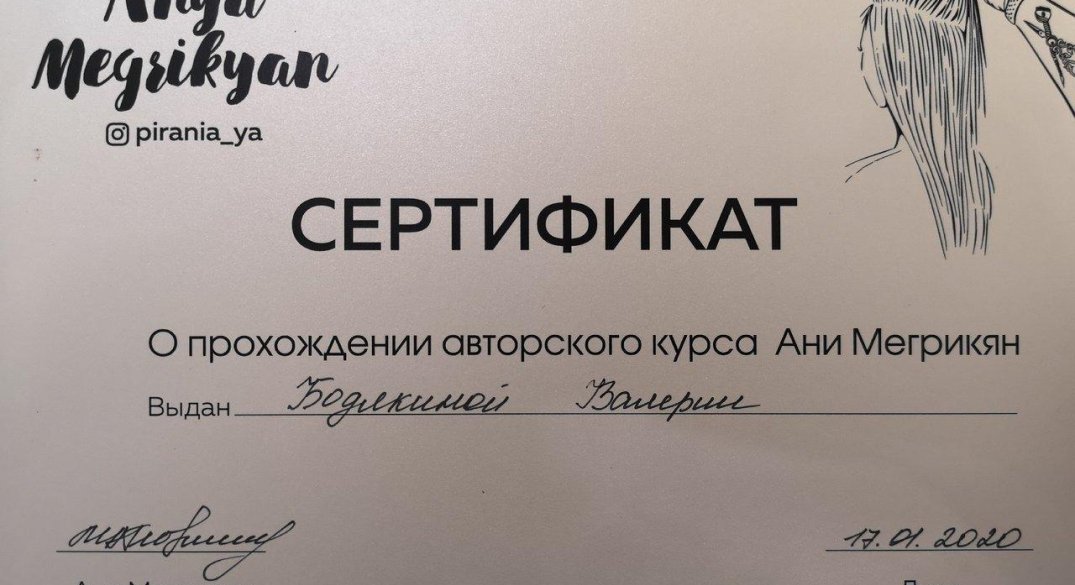 Megrikyan
pirania_ya
СЕРТИФИКАТ
О прохождении авторского курса Ани Мегрикян
Выдан Бодякиной Валерии
17.01.2020